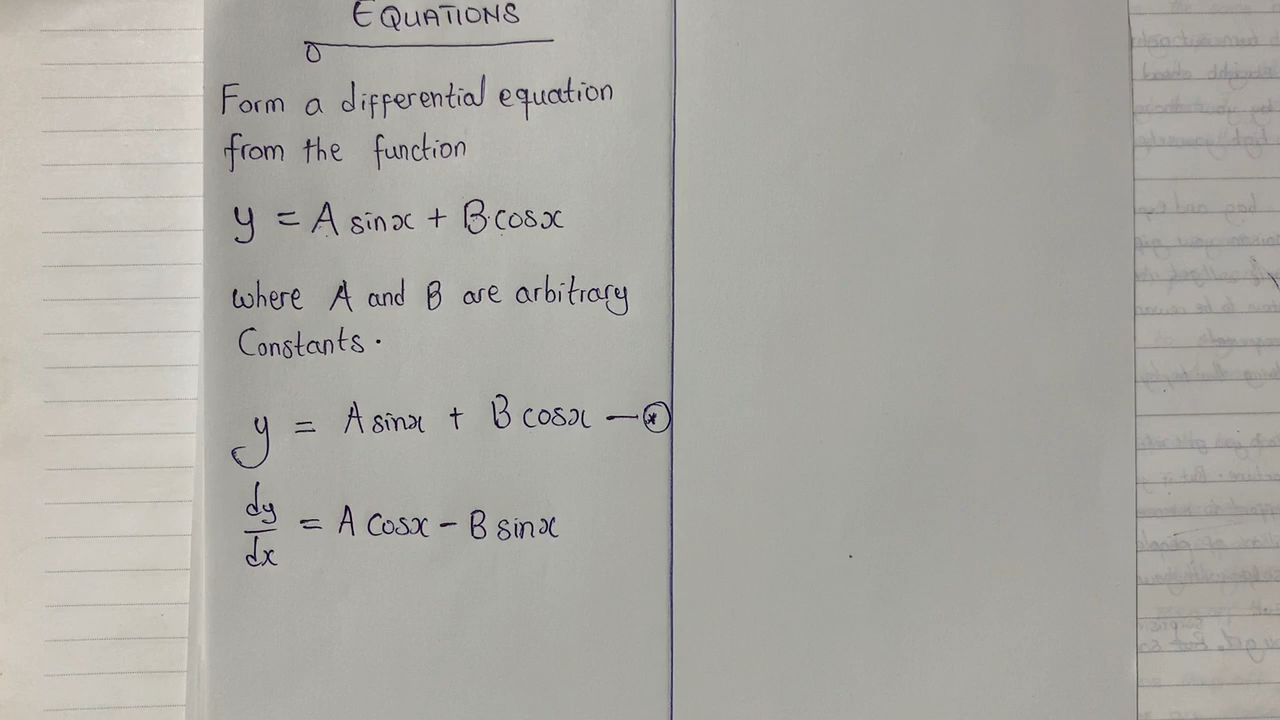 EQUATIONS
Form a differential equation
from the function
y = A sinx + B cosx
where A and B are arbitrary
Constants.
y = A sinx + B cosx — ⊛
dy/dx = A cosx - B sinx